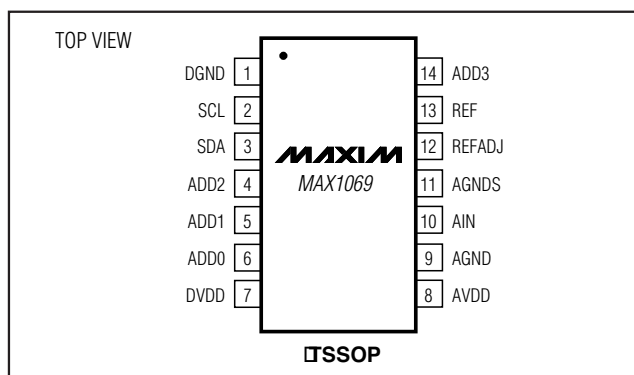 TOP VIEW
DGND 1 14 ADD3
SCL 2 13 REF
SDA 3 12 REFADJ
MAXIM
ADD2 4 MAX1069 11 AGNDS
ADD1 5 10 AIN
ADD0 6 9 AGND
DVDD 7 8 AVDD
TSSOP